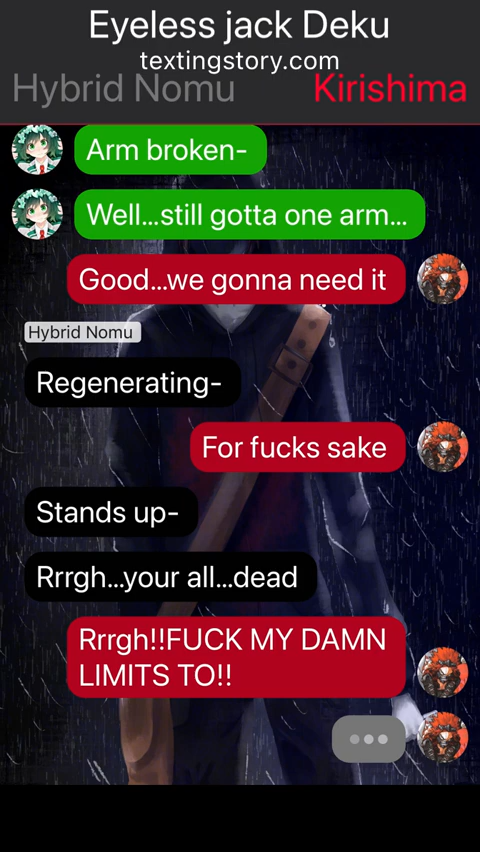 Eyeless jack Deku
textingstory.com
Hybrid Nomu
Kirishima
Arm broken-
Well...still gotta one arm...
Good...we gonna need it
Hybrid Nomu
Regenerating-
For fucks sake
Stands up-
Rrrgh...your all...dead
Rrrgh!!FUCK MY DAMN
LIMITS TO!!